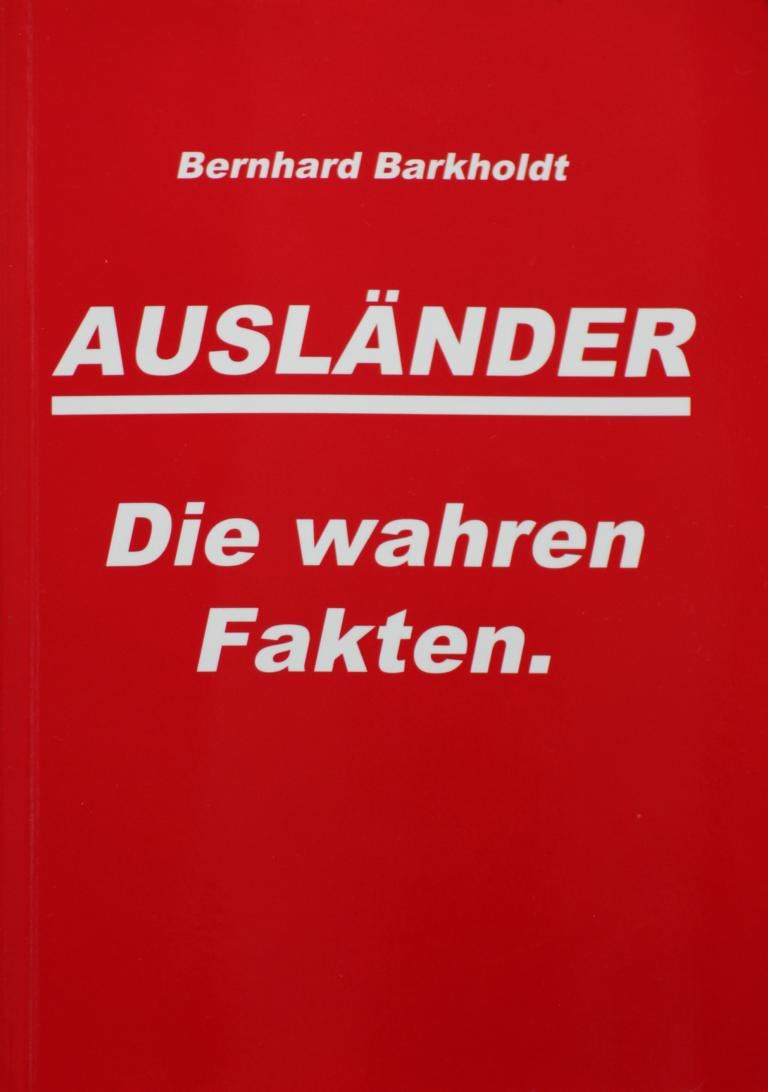 Bernhard Barkholdt
AUSLÄNDER
Die wahren
Fakten.